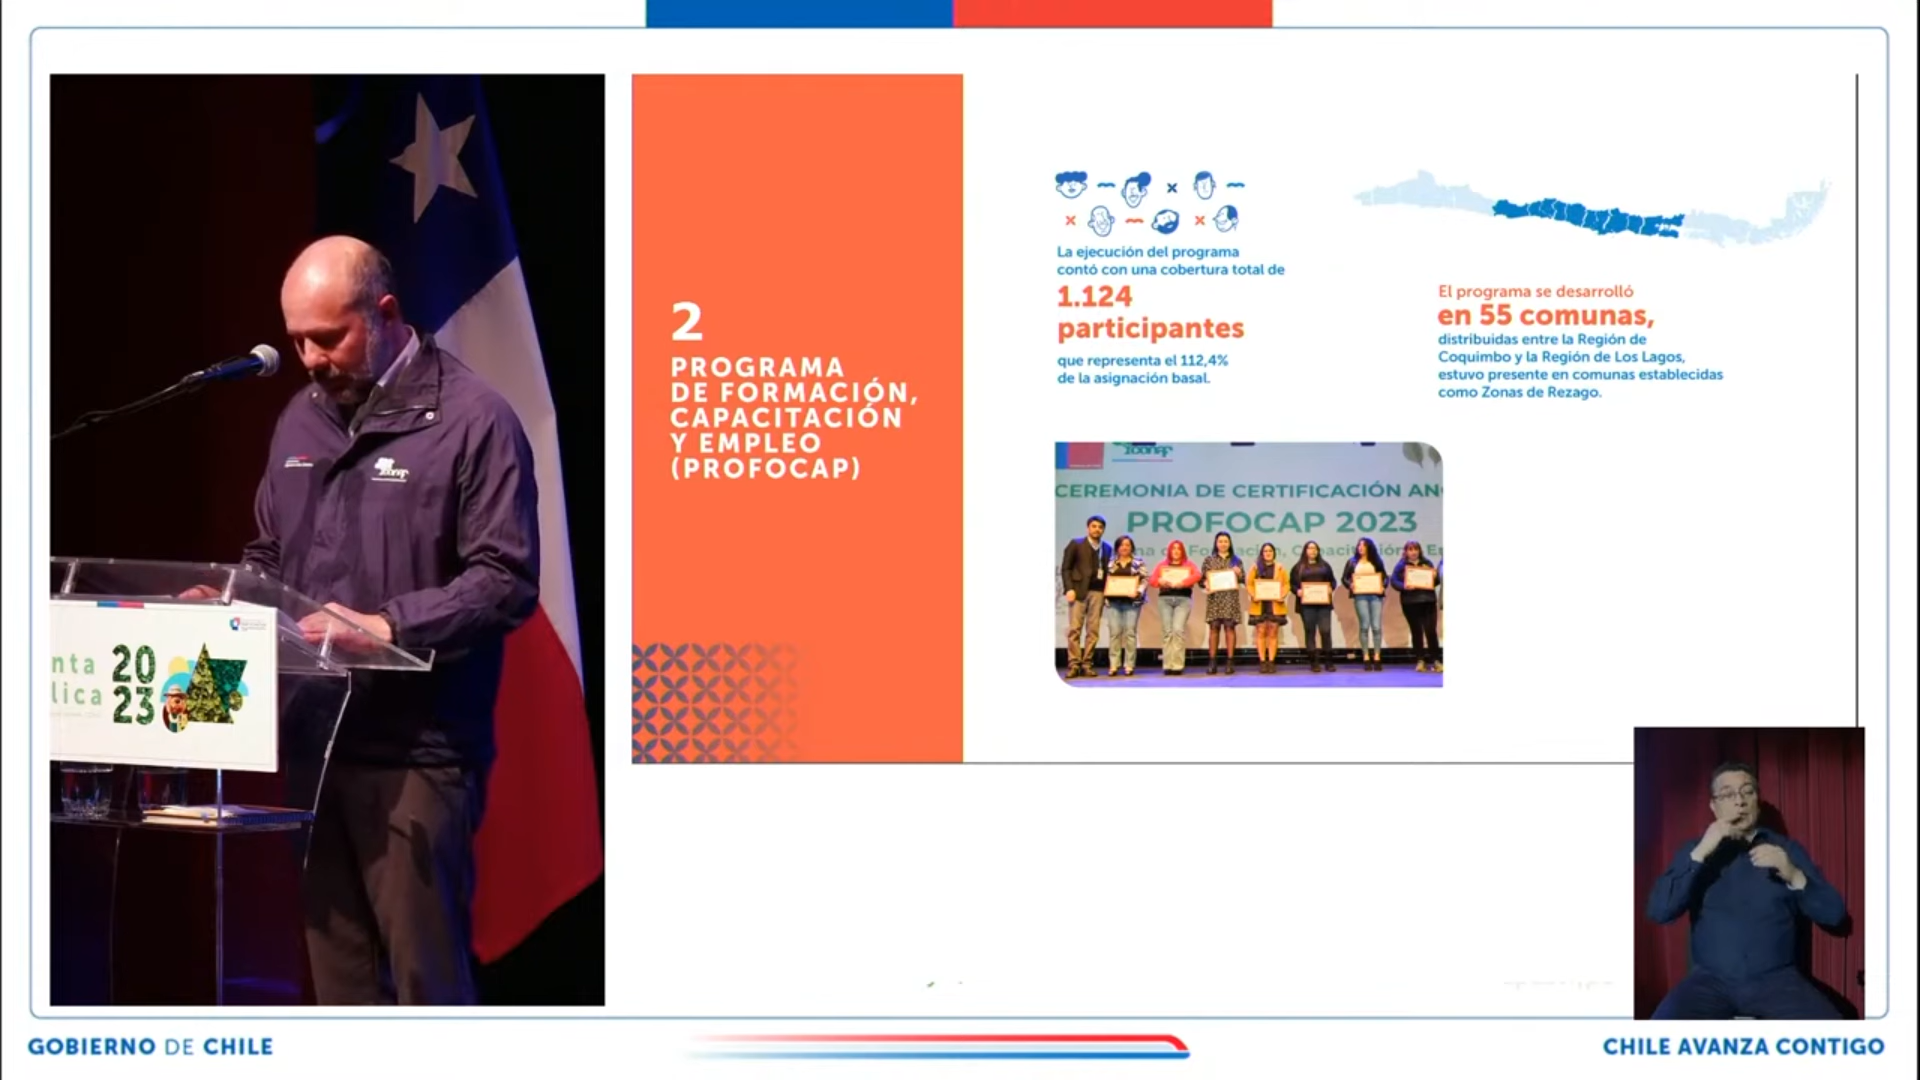 nta
lica
20
23
2
PROGRAMA
DE FORMACIÓN,
CAPACITACIÓN
Y EMPLEO
(PROFOCAP)
La ejecución del programa
contó con una cobertura total de
1.124
participantes
que representa el 112,4%
de la asignación basal.
El programa se desarrolló
en 55 comunas,
distribuidas entre la Región de
Coquimbo y la Región de Los Lagos,
estuvo presente en comunas establecidas
como Zonas de Rezago.
CEREMONIA DE CERTIFICACIÓN AN
PROFOCAP 2023
GOBIERNO DE CHILE
CHILE AVANZA CONTIGO